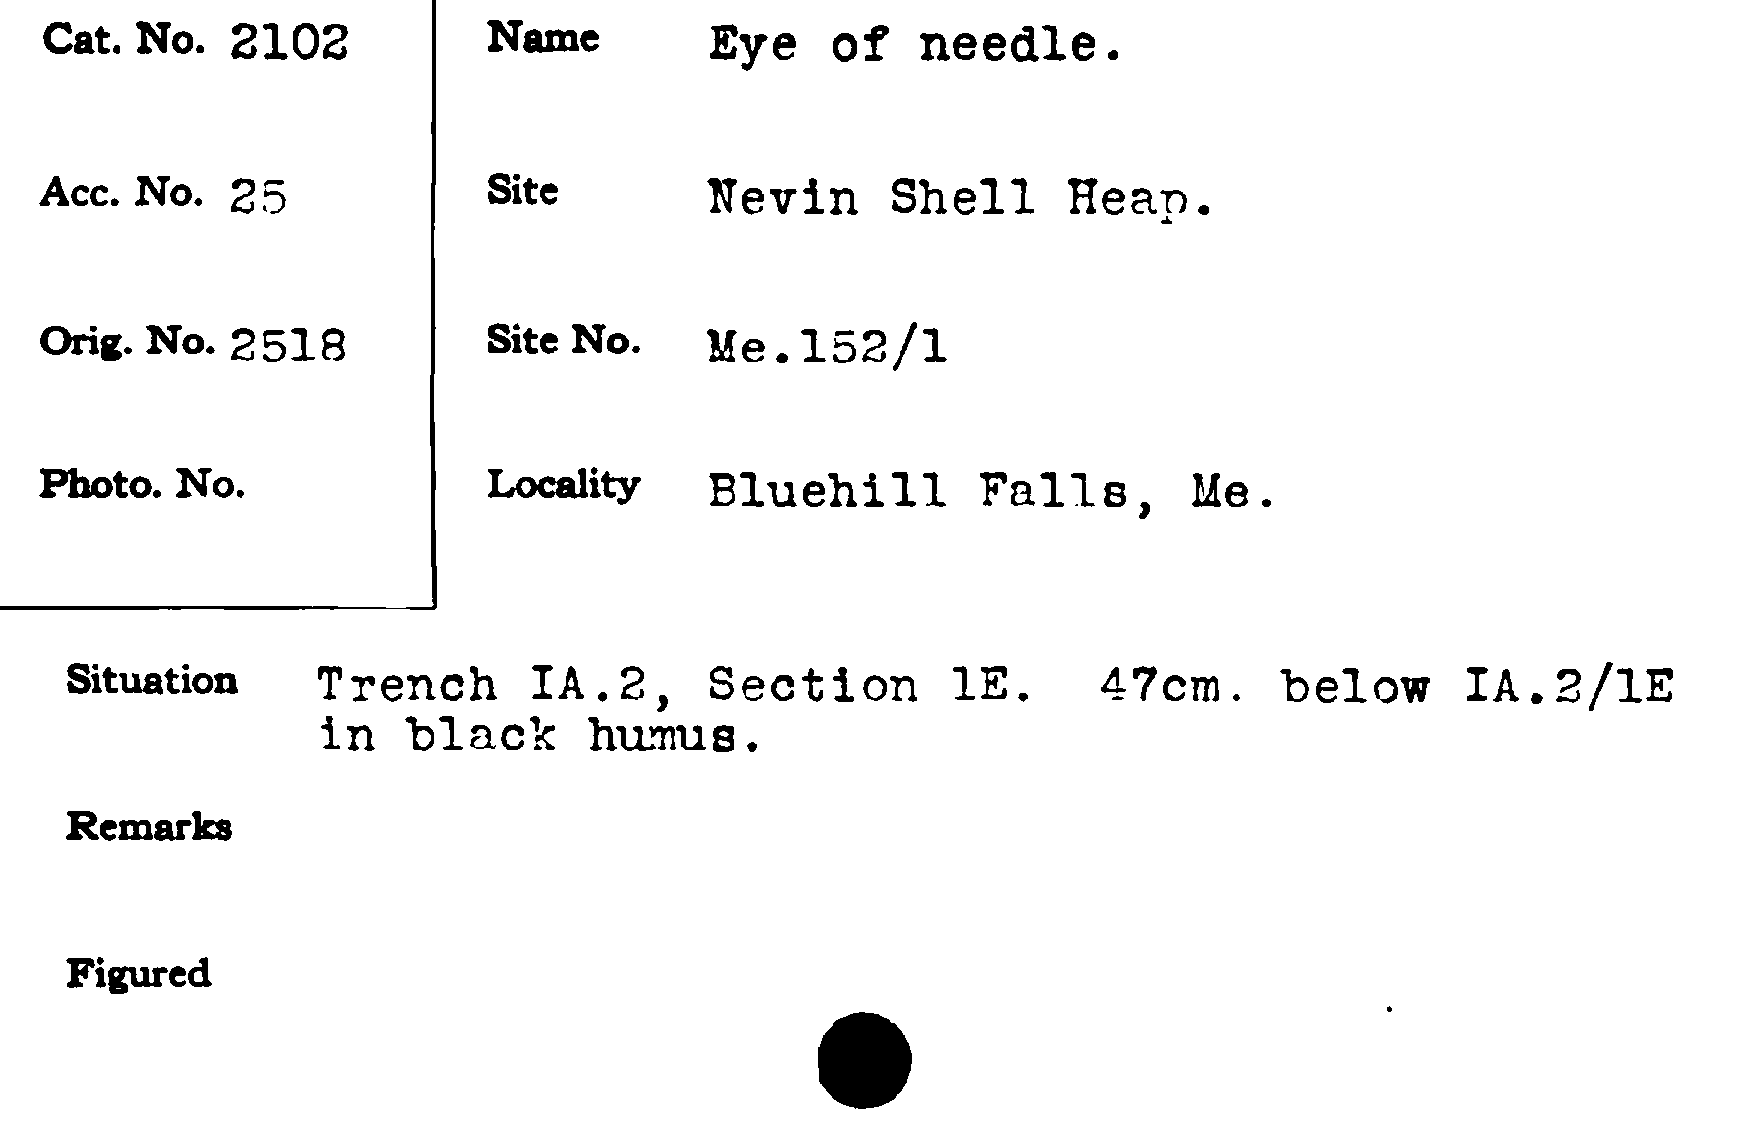 Cat. No. 2102
Name Eye of needle.
Acc. No. 25
Site Nevin Shell Heap.
Orig. No. 2518
Site No. Me.152/1
Photo. No.
Locality Bluehill Falls, Me.
Situation Trench IA.2, Section 1E. 47cm. below IA.2/1E
in black humus.
Remarks
Figured